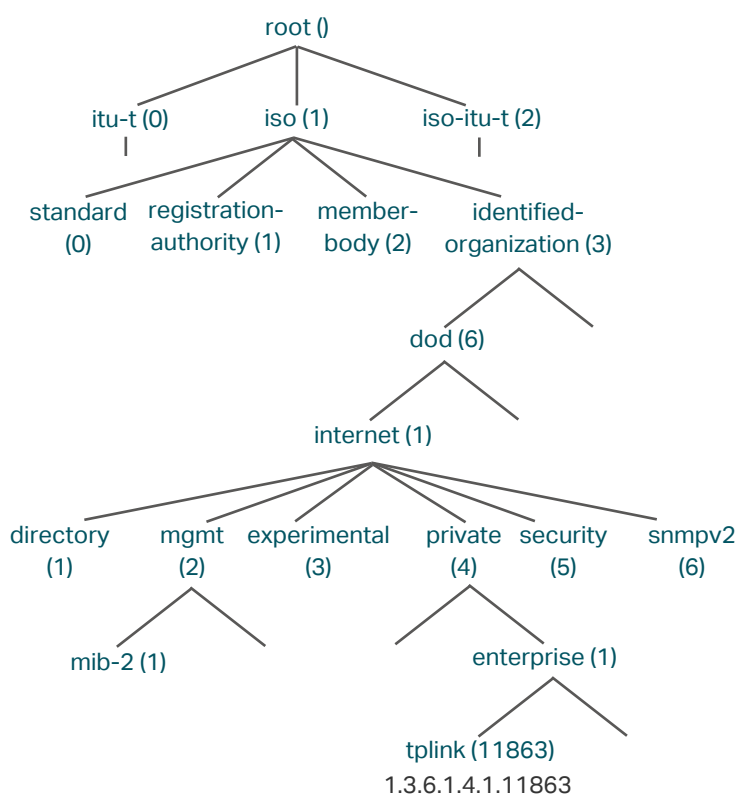 root ()
itu-t (0) iso (1) iso-itu-t (2)
standard registration- member- identified-
(0) authority (1) body (2) organization (3)
dod (6)
internet (1)
directory mgmt experimental private security snmpv2
(1) (2) (3) (4) (5) (6)
mib-2 (1) enterprise (1)
tplink (11863)
1.3.6.1.4.1.11863